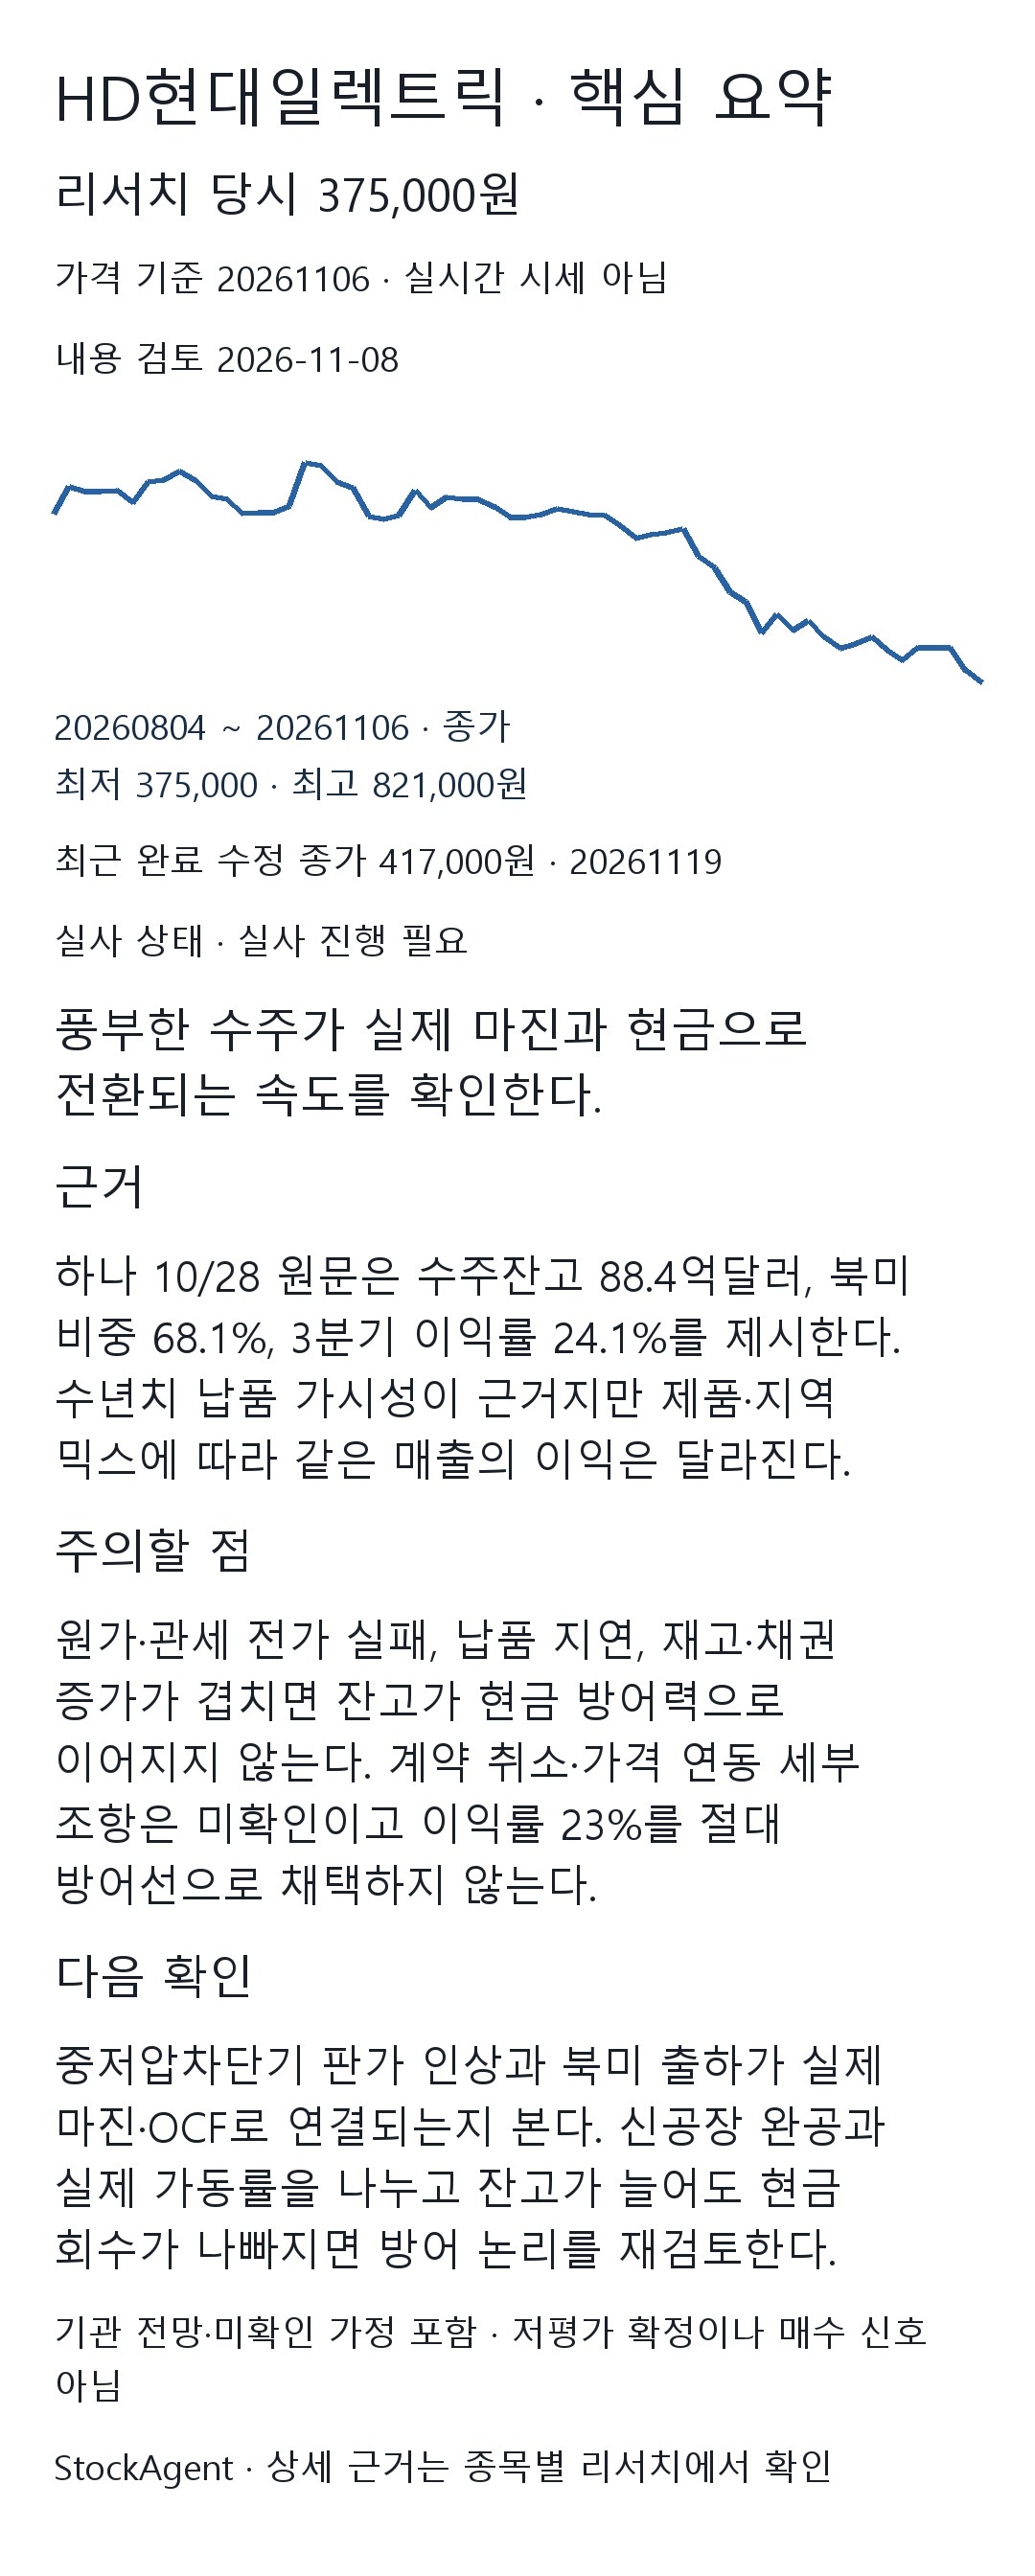 HD현대일렉트릭 · 핵심 요약
리서치 당시 375,000원
가격 기준 20261106 · 실시간 시세 아님
내용 검토 2026-11-08
20260804 ~ 20261106 · 종가
최저 375,000 · 최고 821,000원
최근 완료 수정 종가 417,000원 · 20261119
실사 상태 · 실사 진행 필요
풍부한 수주가 실제 마진과 현금으로
전환되는 속도를 확인한다.
근거
하나 10/28 원문은 수주잔고 88.4억달러, 북미
비중 68.1%, 3분기 이익률 24.1%를 제시한다.
수년치 납품 가시성이 근거지만 제품·지역
믹스에 따라 같은 매출의 이익은 달라진다.
주의할 점
원가·관세 전가 실패, 납품 지연, 재고·채권
증가가 겹치면 잔고가 현금 방어력으로
이어지지 않는다. 계약 취소·가격 연동 세부
조항은 미확인이고 이익률 23%를 절대
방어선으로 채택하지 않는다.
다음 확인
중저압차단기 판가 인상과 북미 출하가 실제
마진·OCF로 연결되는지 본다. 신공장 완공과
실제 가동률을 나누고 잔고가 늘어도 현금
회수가 나빠지면 방어 논리를 재검토한다.
기관 전망·미확인 가정 포함 · 저평가 확정이나 매수 신호
아님
StockAgent · 상세 근거는 종목별 리서치에서 확인